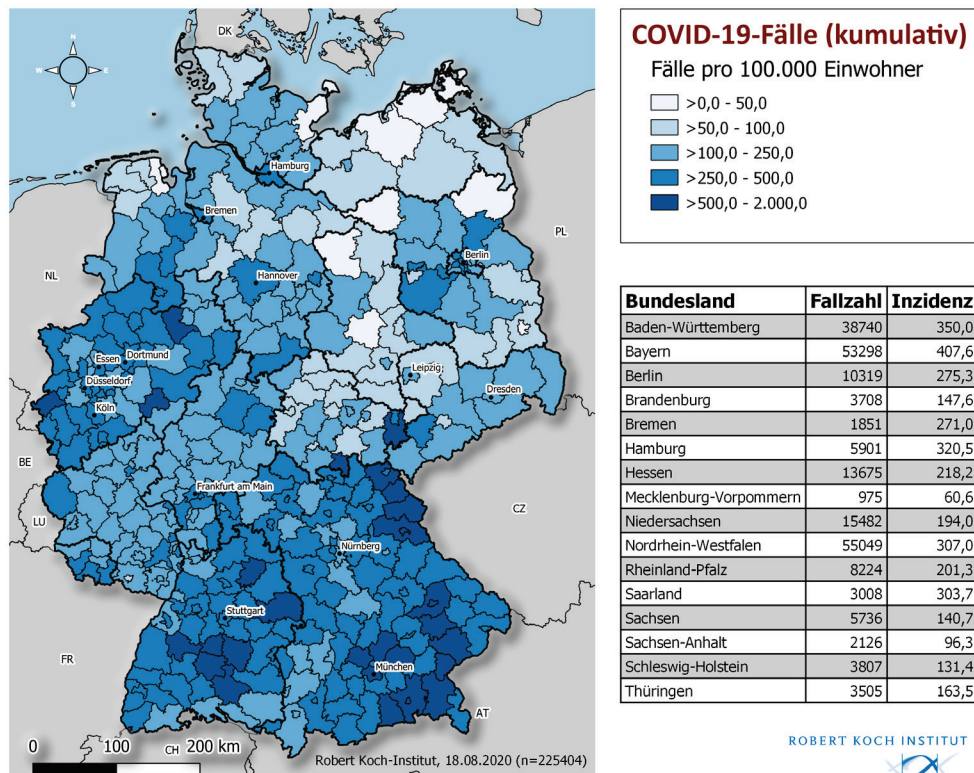 DK
N
W E
S
Hamburg
Bremen
PL
Berlin
NL
Hannover
Essen Dortmund
Düsseldorf
Leipzig
Dresden
Köln
BE
Frankfurt am Main
LU
CZ
Nürnberg
Stuttgart
FR
München
AT
0 100 CH 200 km
Robert Koch-Institut, 18.08.2020 (n=225404)
COVID-19-Fälle (kumulativ)
Fälle pro 100.000 Einwohner
>0,0 - 50,0
>50,0 - 100,0
>100,0 - 250,0
>250,0 - 500,0
>500,0 - 2.000,0
Bundesland Fallzahl Inzidenz
Baden-Württemberg 38740 350,0
Bayern 53298 407,6
Berlin 10319 275,3
Brandenburg 3708 147,6
Bremen 1851 271,0
Hamburg 5901 320,5
Hessen 13675 218,2
Mecklenburg-Vorpommern 975 60,6
Niedersachsen 15482 194,0
Nordrhein-Westfalen 55049 307,0
Rheinland-Pfalz 8224 201,3
Saarland 3008 303,7
Sachsen 5736 140,7
Sachsen-Anhalt 2126 96,3
Schleswig-Holstein 3807 131,4
Thüringen 3505 163,5
ROBERT KOCH INSTITUT